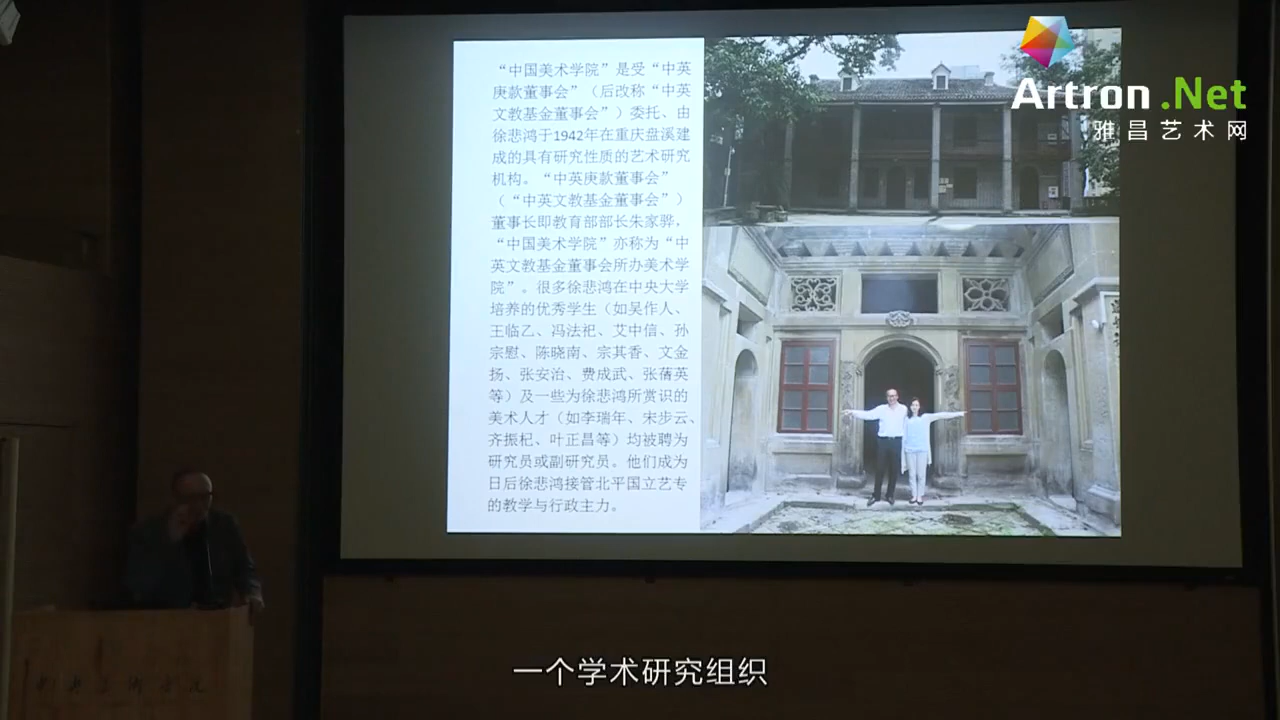 “中国美术学院”是受“中英
庚款董事会”（后改称“中英
文教基金董事会”）委托、由
徐悲鸿于1942年在重庆盘溪建
成的具有研究性质的艺术研究
机构。“中英庚款董事会”
（“中英文教基金董事会”）
董事长即教育部部长朱家骅，
“中国美术学院”亦称为“中
英文教基金董事会所办美术学
院”。很多徐悲鸿在中央大学
培养的优秀学生（如吴作人、
王临乙、冯法祀、艾中信、孙
宗慰、陈晓南、宗其香、文金
扬、张安治、费成武、张蒨英
等）及一些为徐悲鸿所赏识的
美术人才（如李瑞年、宋步云、
齐振杞、叶正昌等）均被聘为
研究员或副研究员。他们成为
日后徐悲鸿接管北平国立艺专
的教学与行政主力。
Artron.Net
雅昌艺术网
中央美术学院
一个学术研究组织